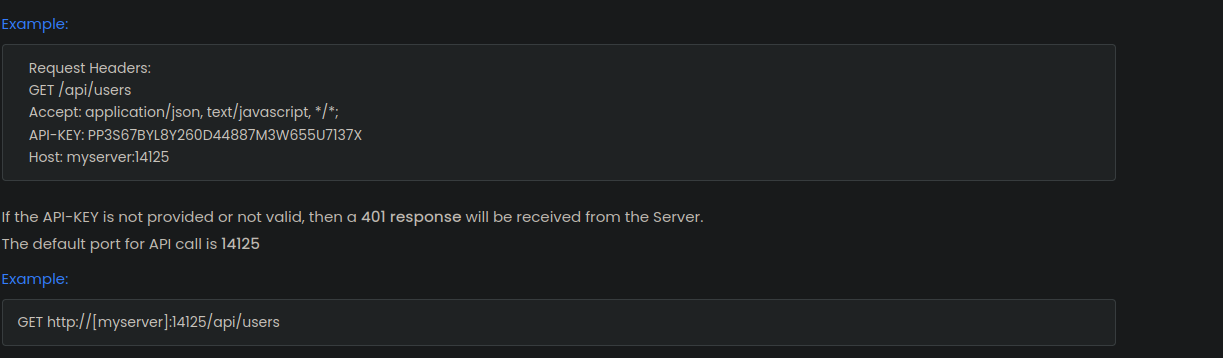 Example:
Request Headers:
GET /api/users
Accept: application/json, text/javascript, */*;
API-KEY: PP3S67BYL8Y260D44887M3W655U7137X
Host: myserver:14125
If the API-KEY is not provided or not valid, then a 401 response will be received from the Server.
The default port for API call is 14125
Example:
GET http://[myserver]:14125/api/users